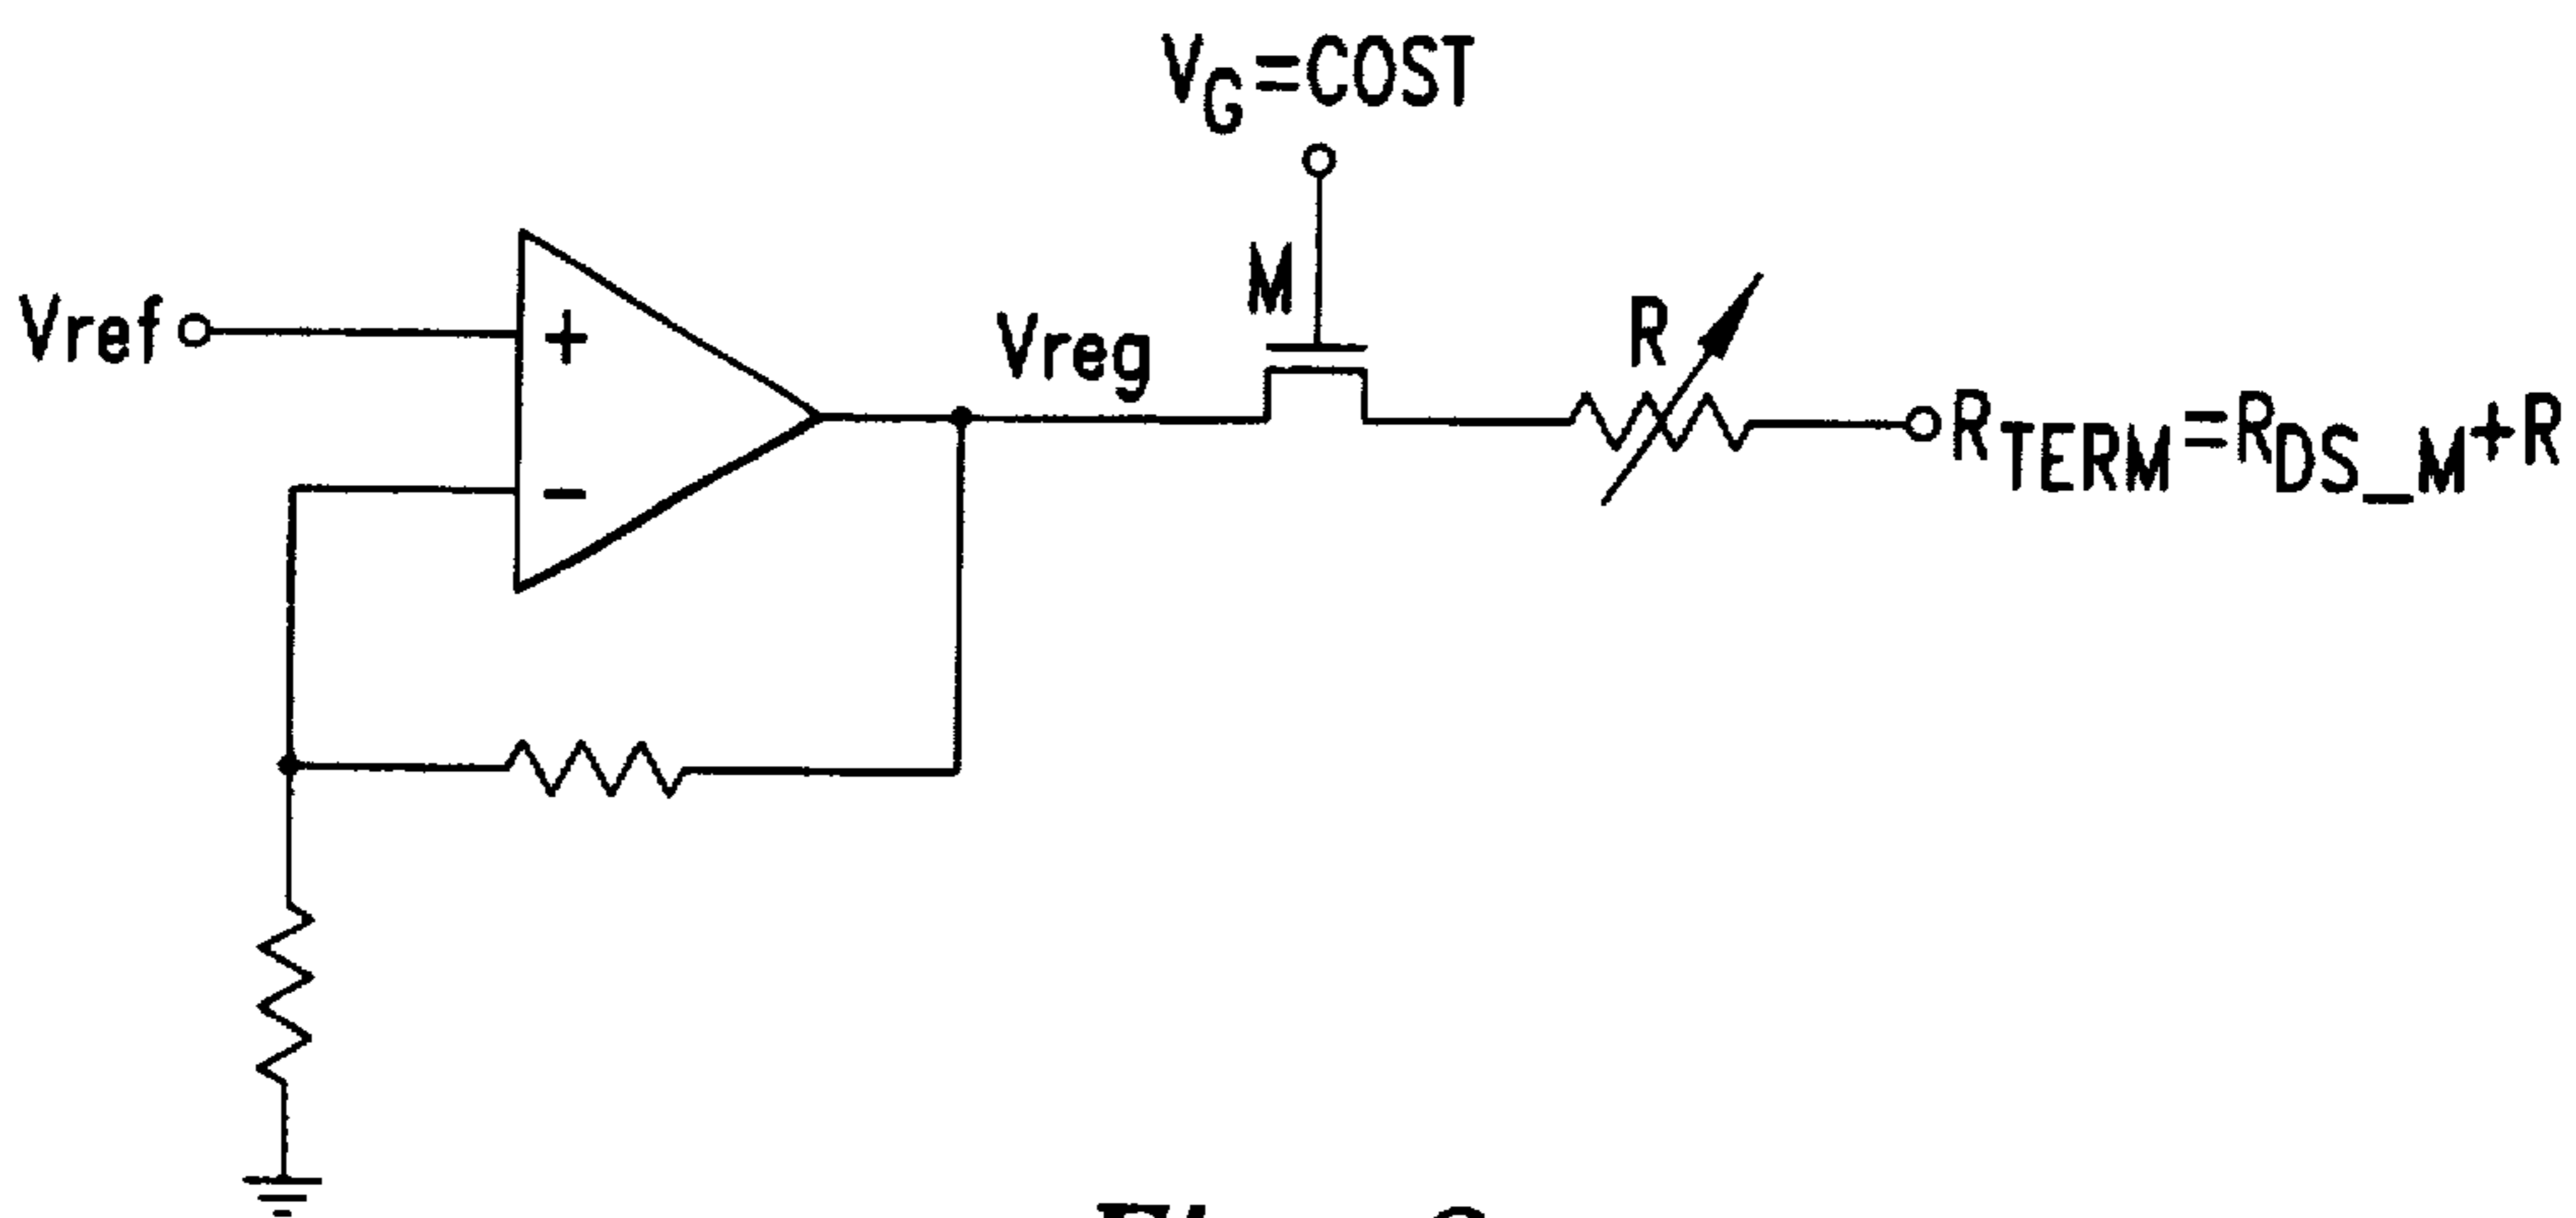 V_G=COST
M
Vref
+
Vreg
R
R_TERM=R_DS_M+R
−